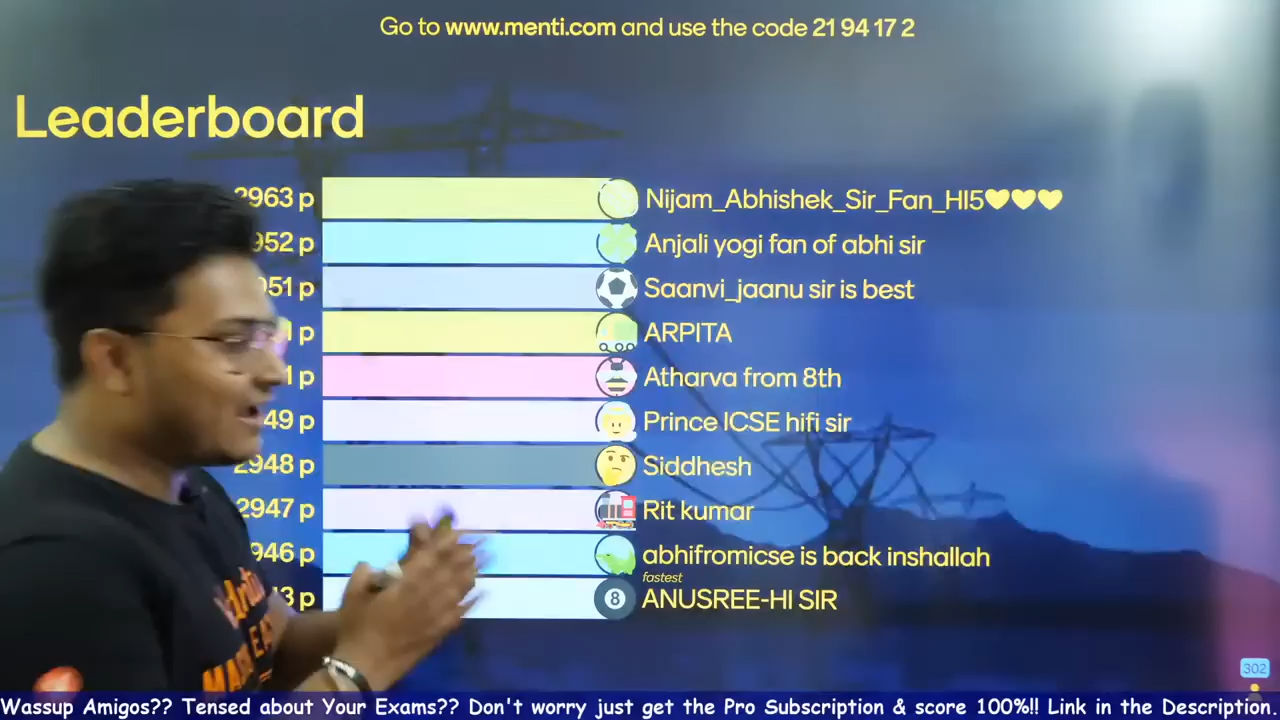 Go to www.menti.com and use the code 21 94 17 2
Leaderboard
2963 p Nijam_Abhishek_Sir_Fan_HI5💛💛💛
952 p Anjali yogi fan of abhi sir
51 p Saanvi_jaanu sir is best
p ARPITA
1 p Atharva from 8th
49 p Prince ICSE hifi sir
2948 p Siddhesh
2947 p Rit kumar
946 p abhifromicse is back inshallah
fastest
3 p 8 ANUSREE-HI SIR
302
Wassup Amigos?? Tensed about Your Exams?? Don't worry just get the Pro Subscription & score 100%!! Link in the Description.